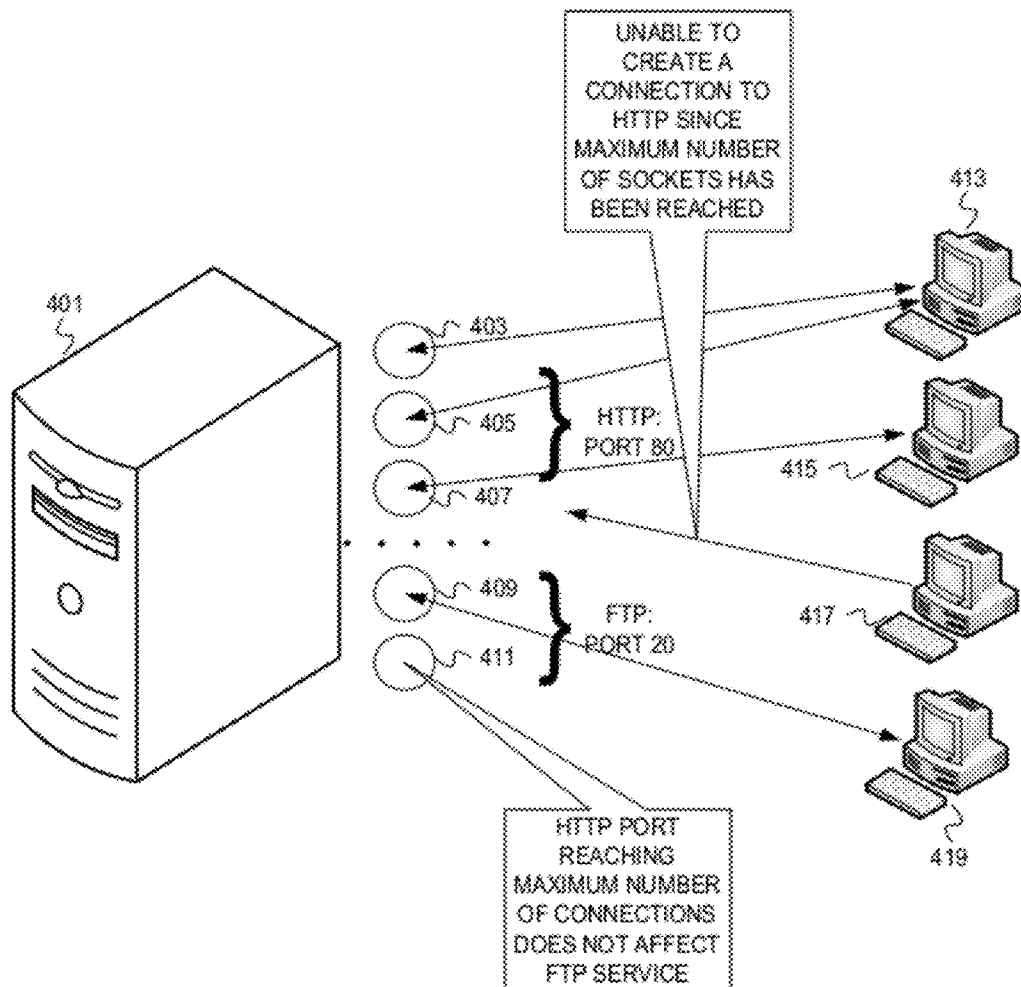 UNABLE TO
CREATE A
CONNECTION TO
HTTP SINCE
MAXIMUM NUMBER
OF SOCKETS HAS
BEEN REACHED
413
401
403
405
HTTP:
PORT 80
407
415
409
FTP:
PORT 20
411
417
419
HTTP PORT
REACHING
MAXIMUM NUMBER
OF CONNECTIONS
DOES NOT AFFECT
FTP SERVICE